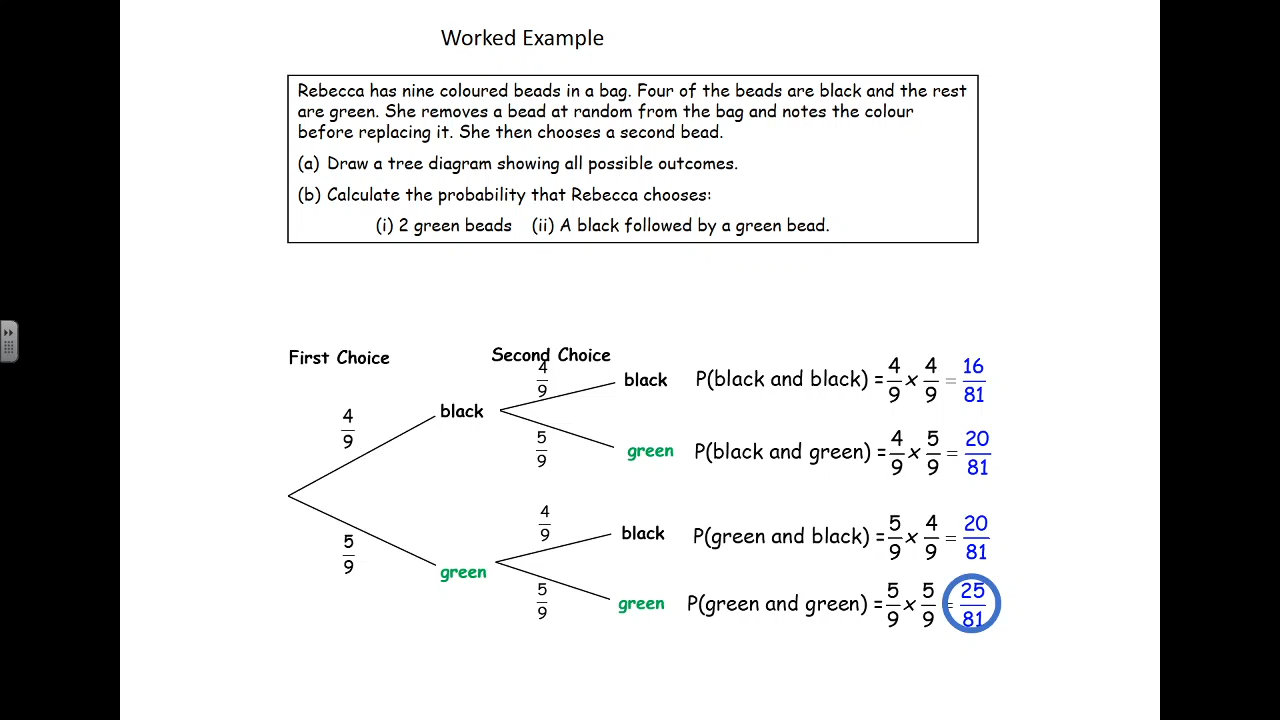 Worked Example
Rebecca has nine coloured beads in a bag. Four of the beads are black and the rest
are green. She removes a bead at random from the bag and notes the colour
before replacing it. She then chooses a second bead.
(a) Draw a tree diagram showing all possible outcomes.
(b) Calculate the probability that Rebecca chooses:
(i) 2 green beads (ii) A black followed by a green bead.
First Choice Second Choice
4/9 black P(black and black) = 4/9 × 4/9 = 16/81
4/9 black
5/9 green P(black and green) = 4/9 × 5/9 = 20/81
4/9 black P(green and black) = 5/9 × 4/9 = 20/81
5/9 green
5/9 green P(green and green) = 5/9 × 5/9 = 25/81